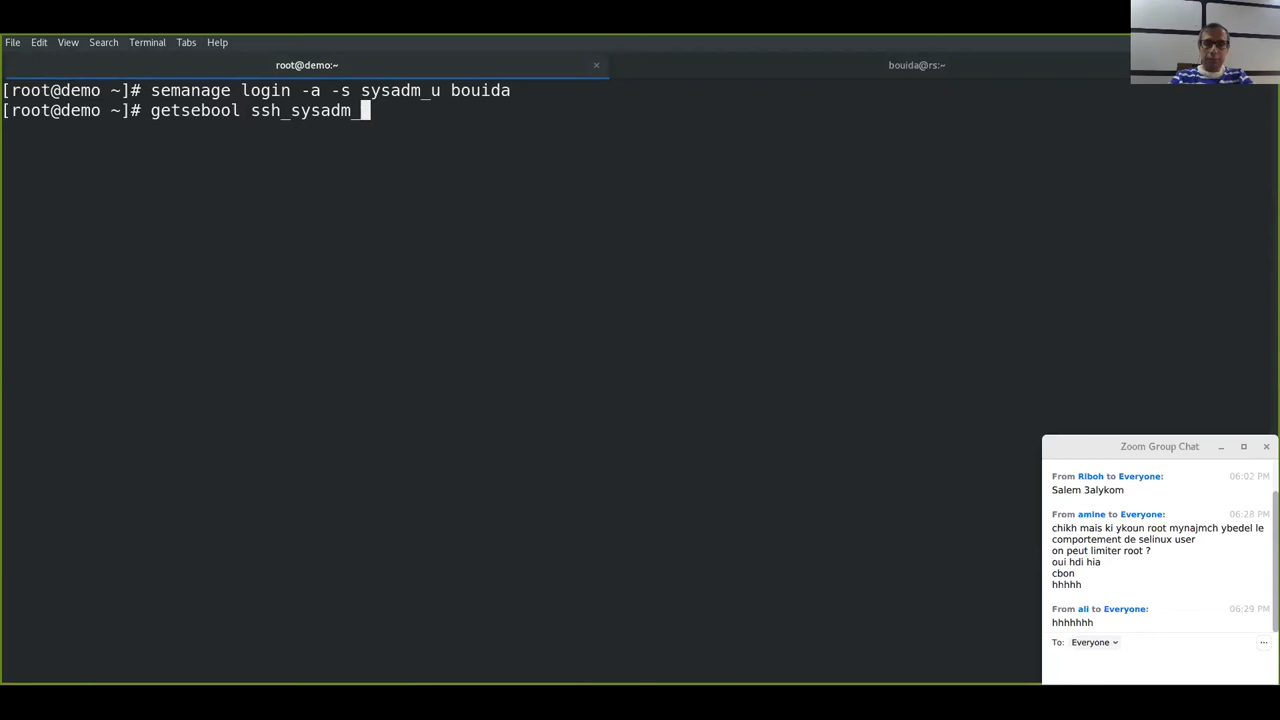 File Edit View Search Terminal Tabs Help
root@demo:~ × bouida@rs:~
[root@demo ~]# semanage login -a -s sysadm_u bouida
[root@demo ~]# getsebool ssh_sysadm_
Zoom Group Chat
From Riboh to Everyone: 06:02 PM
Salem 3alykom
From amine to Everyone: 06:28 PM
chikh mais ki ykoun root mynajmch ybedel le
comportement de selinux user
on peut limiter root ?
oui hdi hia
cbon
hhhhh
From ali to Everyone: 06:29 PM
hhhhhhh
To: Everyone